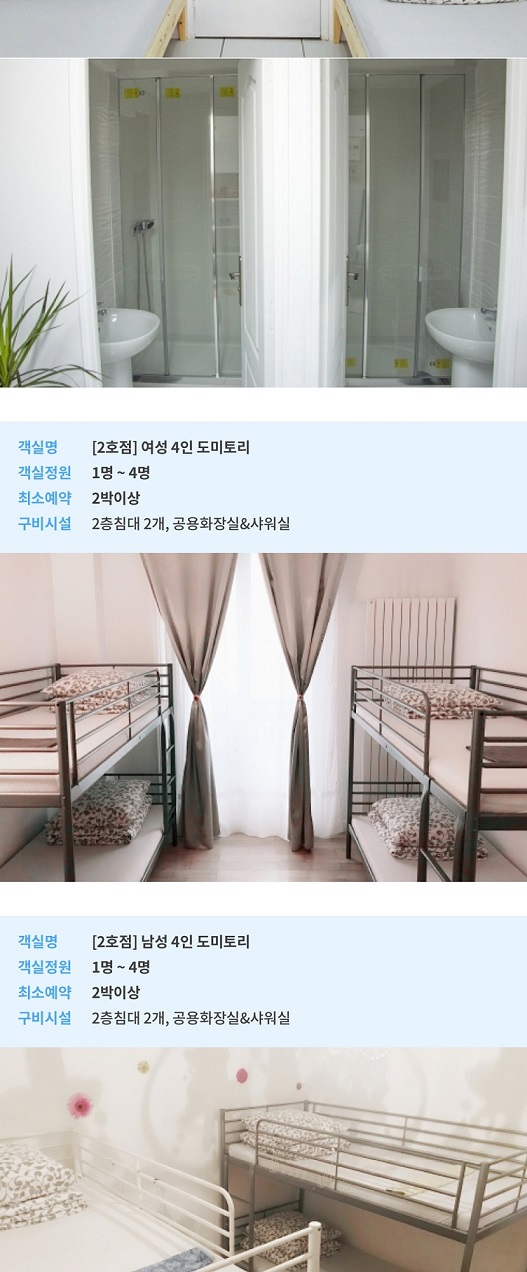 객실명 [2호점] 여성 4인 도미토리
객실정원 1명 ~ 4명
최소예약 2박이상
구비시설 2층침대 2개, 공용화장실&샤워실
객실명 [2호점] 남성 4인 도미토리
객실정원 1명 ~ 4명
최소예약 2박이상
구비시설 2층침대 2개, 공용화장실&샤워실